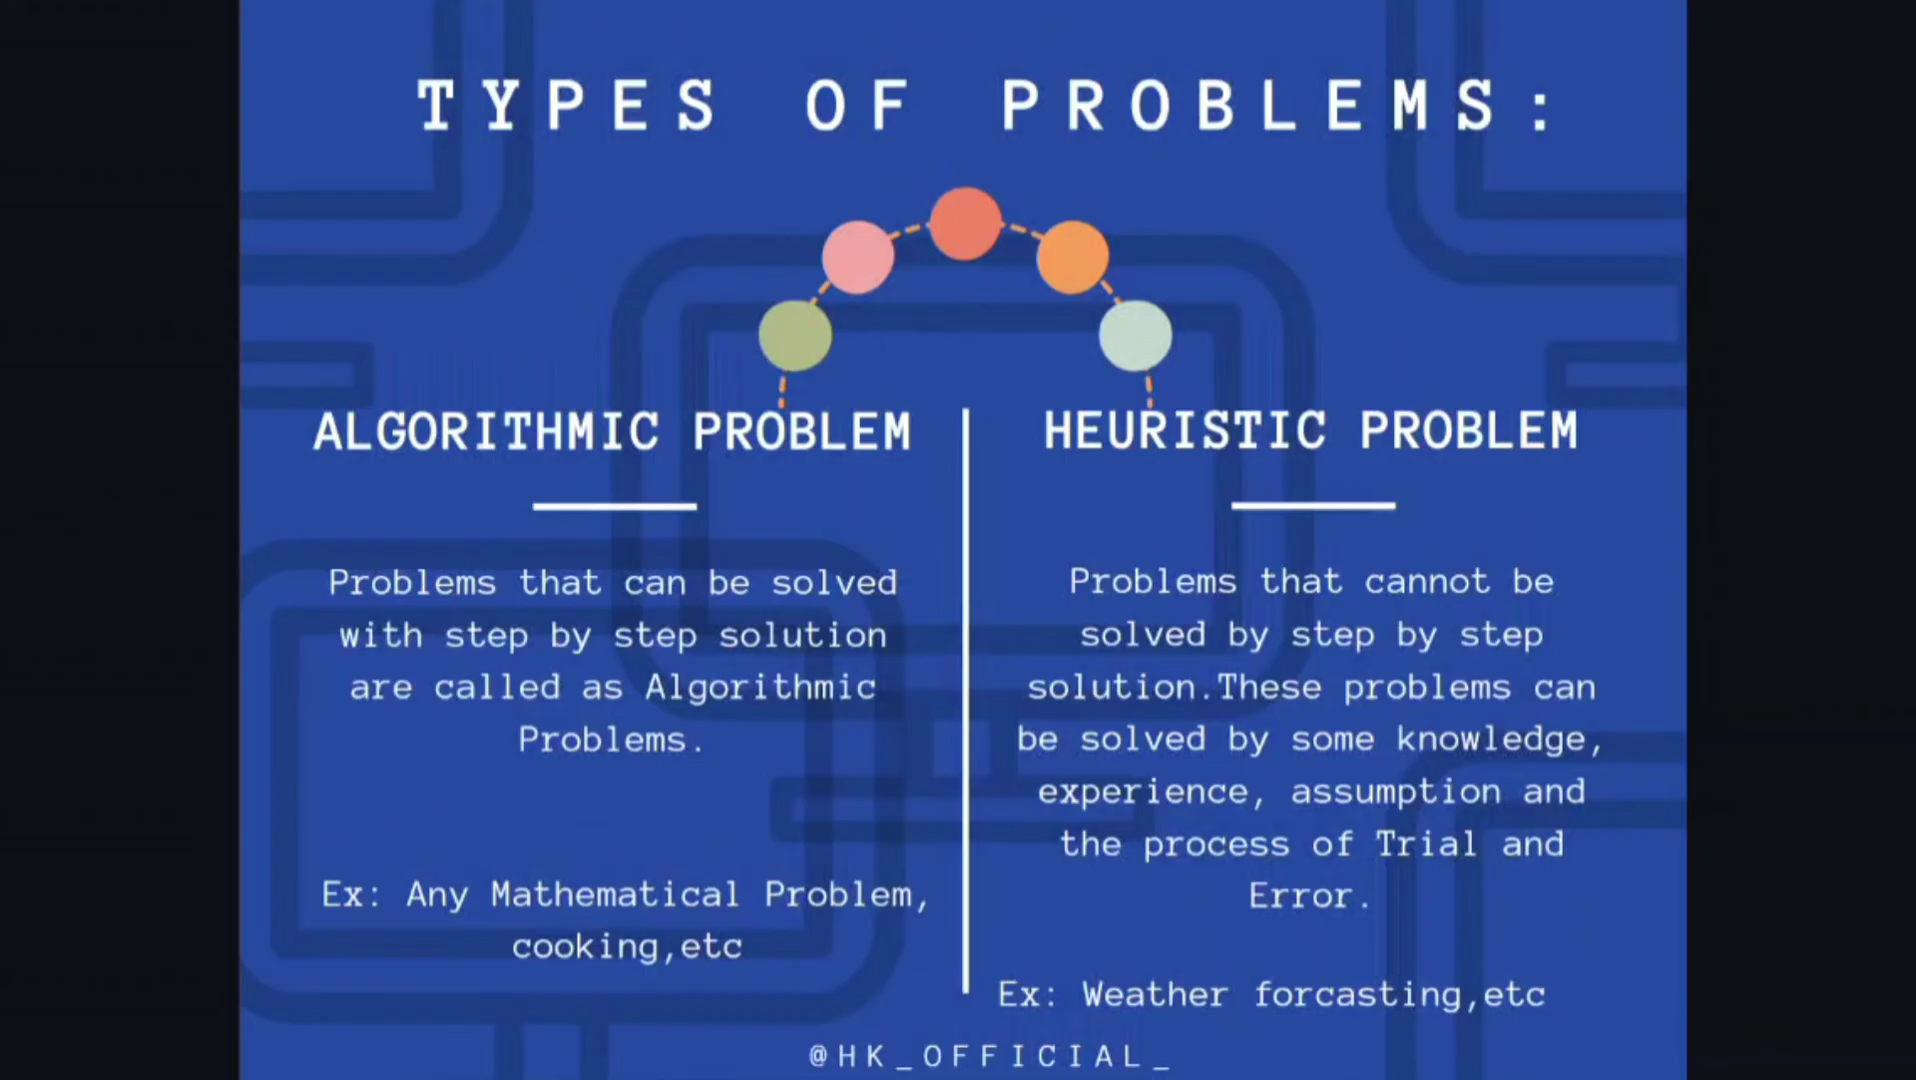 TYPES OF PROBLEMS:
ALGORITHMIC PROBLEM
Problems that can be solved
with step by step solution
are called as Algorithmic
Problems.
Ex: Any Mathematical Problem,
cooking,etc
HEURISTIC PROBLEM
Problems that cannot be
solved by step by step
solution.These problems can
be solved by some knowledge,
experience, assumption and
the process of Trial and
Error.
Ex: Weather forcasting,etc
@HK_OFFICIAL_